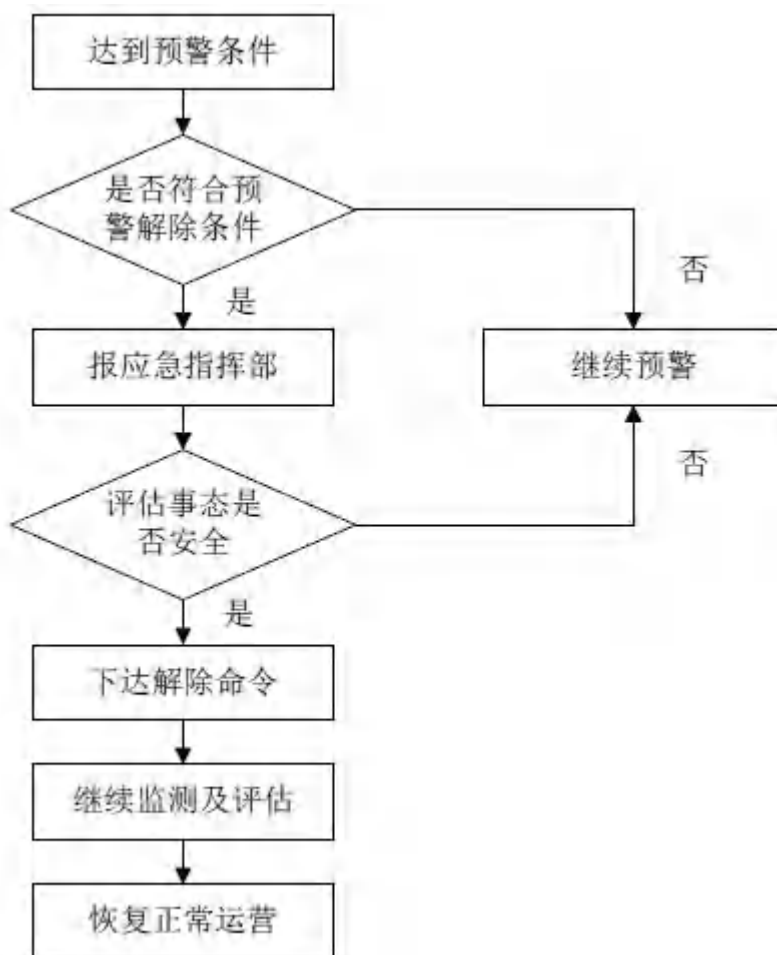 达到预警条件
是否符合预
警解除条件
否
是
报应急指挥部
继续预警
否
评估事态是
否安全
是
下达解除命令
继续监测及评估
恢复正常运营